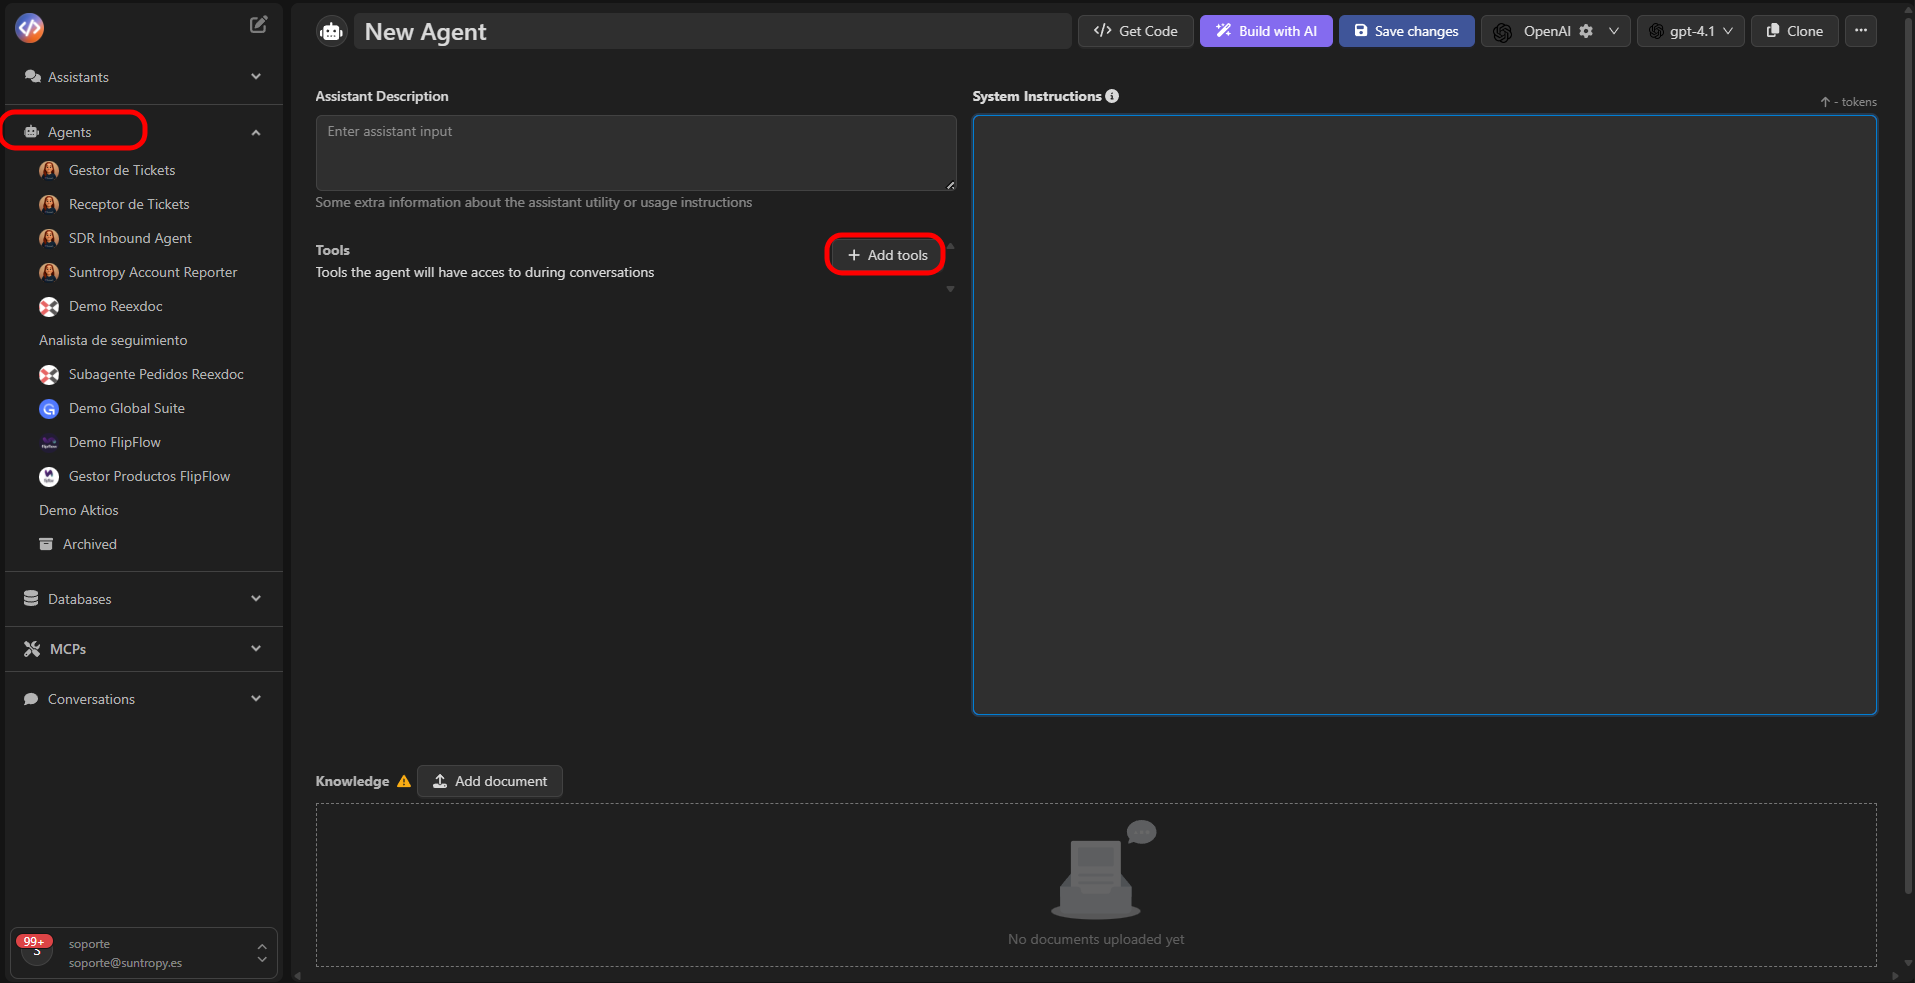 New Agent
Get Code
Build with AI
Save changes
OpenAI
gpt-4.1
Clone
Assistants
Agents
Gestor de Tickets
Receptor de Tickets
SDR Inbound Agent
Suntropy Account Reporter
Demo Reexdoc
Analista de seguimiento
Subagente Pedidos Reexdoc
Demo Global Suite
Demo FlipFlow
Gestor Productos FlipFlow
Demo Aktios
Archived
Databases
MCPs
Conversations
99+
soporte
soporte@suntropy.es
Assistant Description
Enter assistant input
Some extra information about the assistant utility or usage instructions
Tools
Tools the agent will have acces to during conversations
+ Add tools
System Instructions
- tokens
Knowledge
Add document
No documents uploaded yet